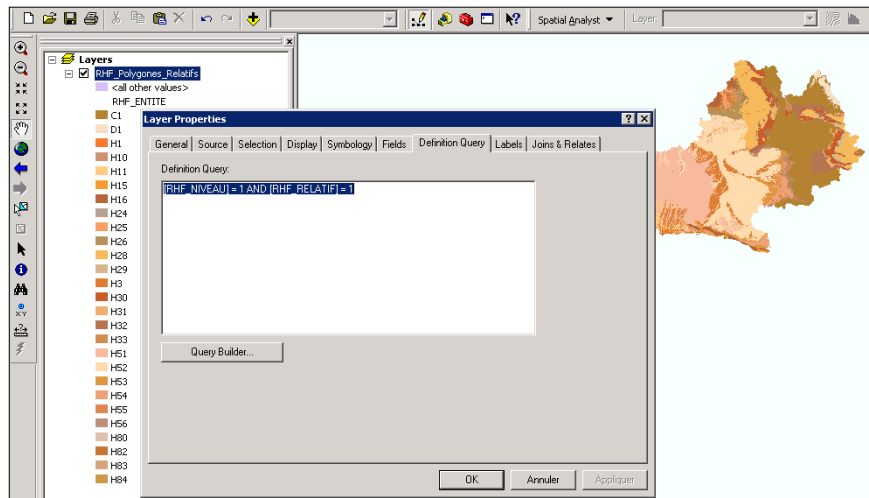 Spatial Analyst
Layer:
Layers
RHF_Polygones_Relatifs
<all other values>
RHF_ENTITE
C1
D1
H1
H10
H11
H15
H16
H24
H25
H26
H28
H29
H3
H30
H31
H32
H33
H51
H52
H53
H54
H55
H56
H80
H82
H83
H84
XY
Layer Properties
General Source Selection Display Symbology Fields Definition Query Labels Joins & Relates
Definition Query:
[RHF_NIVEAU] = 1 AND [RHF_RELATIF] = 1
Query Builder...
OK Annuler Appliquer